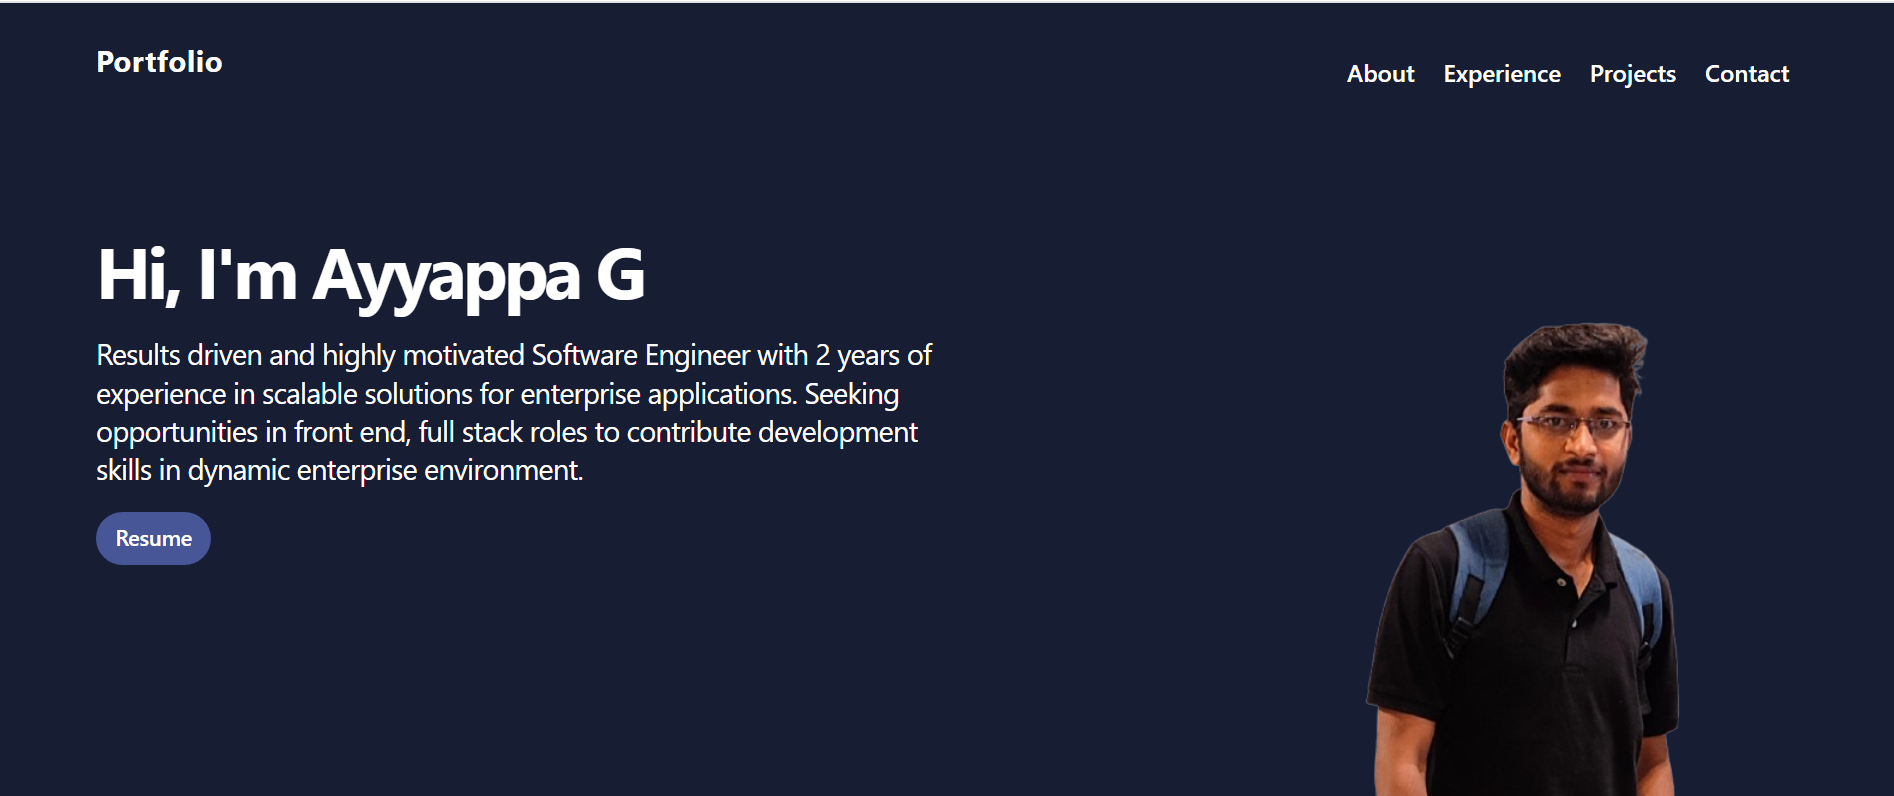 Portfolio
About Experience Projects Contact
Hi, I'm Ayyappa G
Results driven and highly motivated Software Engineer with 2 years of
experience in scalable solutions for enterprise applications. Seeking
opportunities in front end, full stack roles to contribute development
skills in dynamic enterprise environment.
Resume